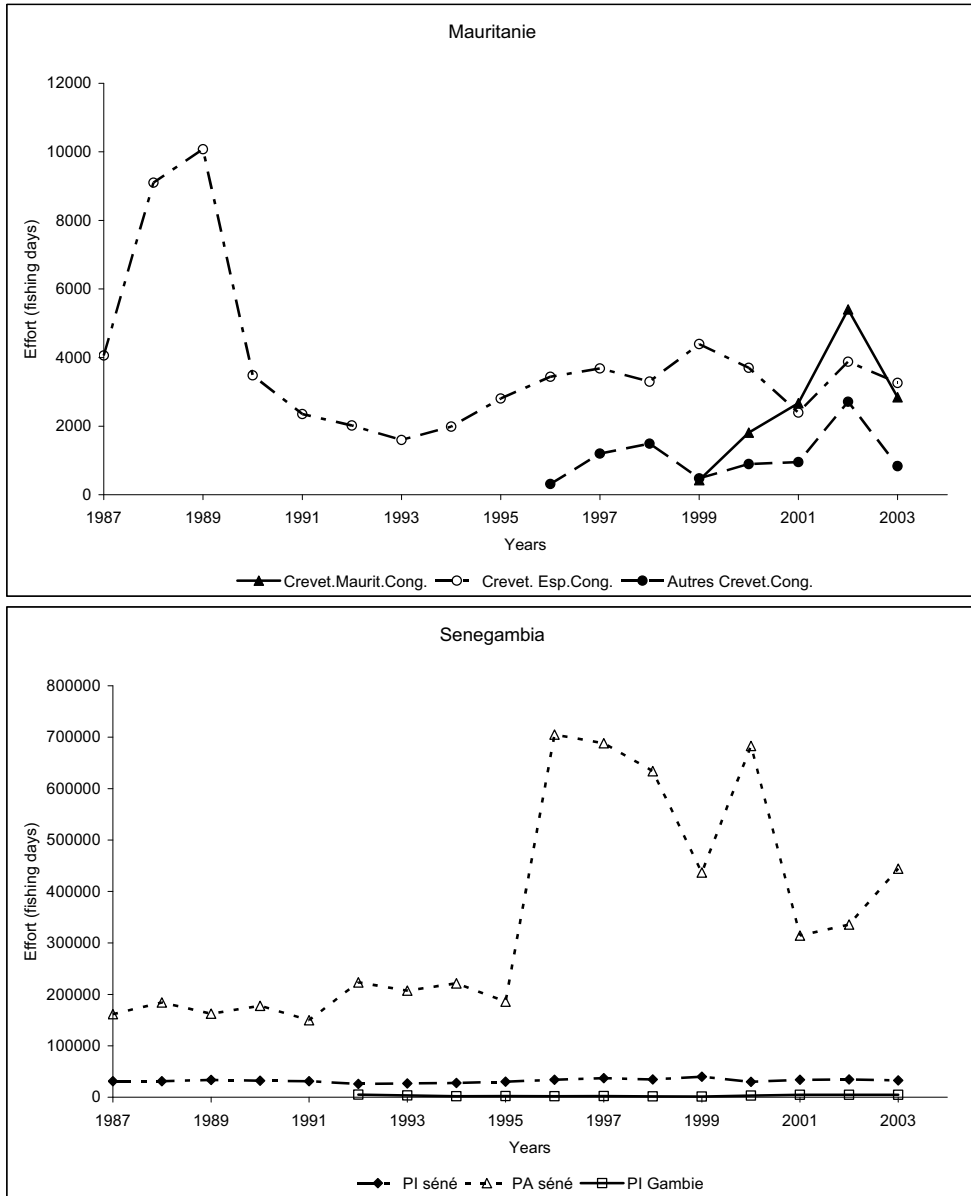 Mauritanie
Effort (fishing days)
12000
10000
8000
6000
4000
2000
0
1987 1989 1991 1993 1995 1997 1999 2001 2003
Years
Crevet.Maurit.Cong. Crevet. Esp.Cong. Autres Crevet.Cong.
Senegambia
Effort (fishing days)
800000
700000
600000
500000
400000
300000
200000
100000
0
1987 1989 1991 1993 1995 1997 1999 2001 2003
Years
PI séné PA séné PI Gambie